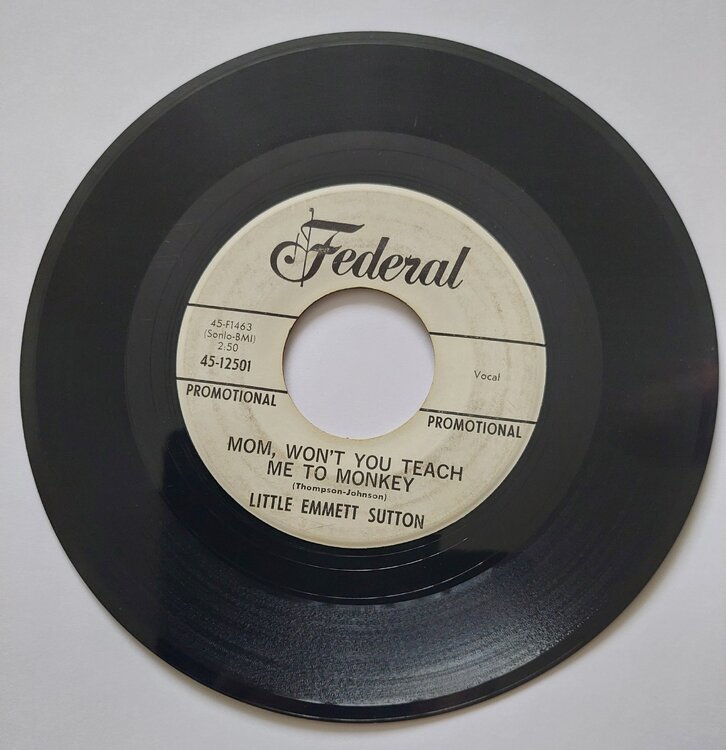 Federal
45-F1463
(Sonlo-BMI)
2:50
45-12501
Vocal
PROMOTIONAL
PROMOTIONAL
MOM, WON'T YOU TEACH
ME TO MONKEY
(Thompson-Johnson)
LITTLE EMMETT SUTTON